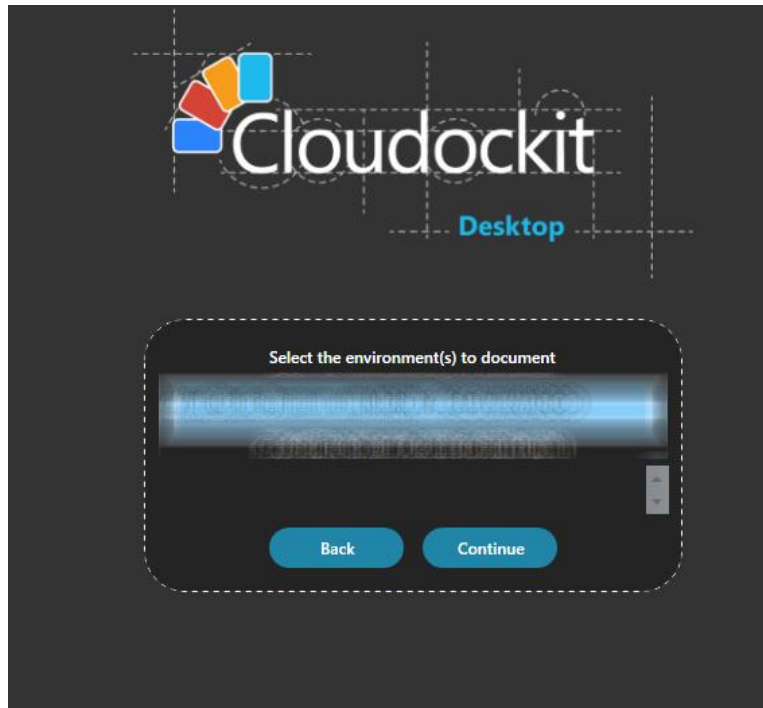 Cloudockit
Desktop
Select the environment(s) to document
Back
Continue